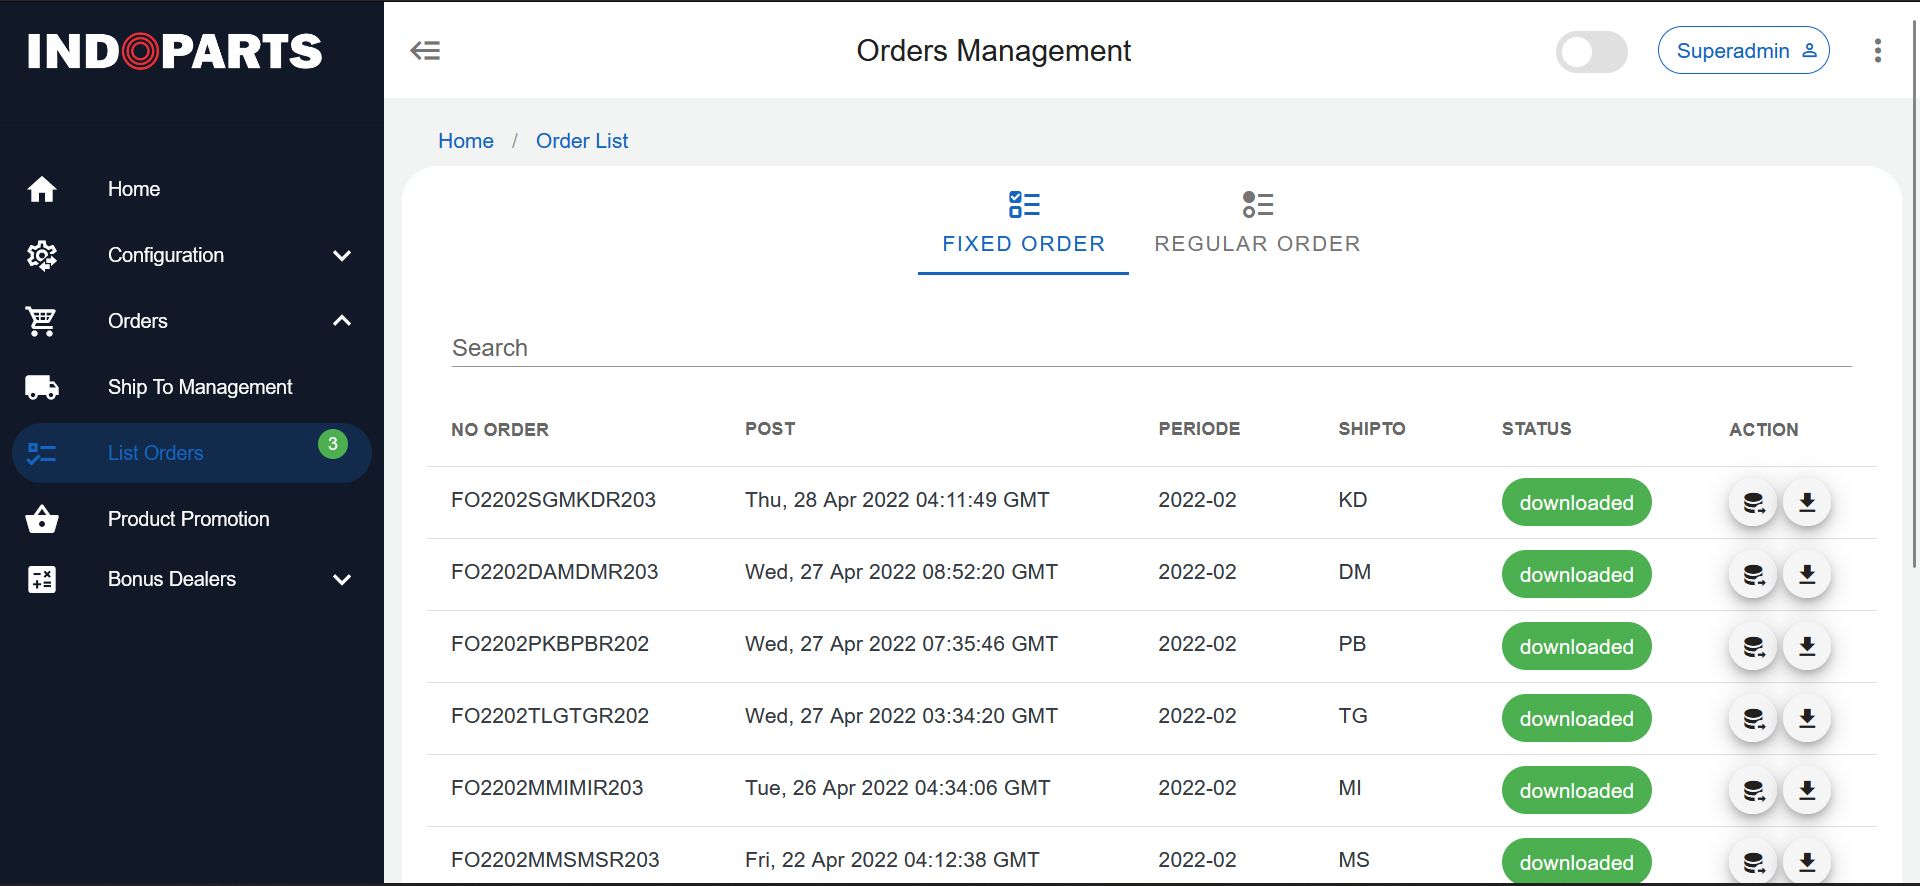 INDOPARTS
Orders Management
Superadmin
Home / Order List
Home
Configuration
Orders
Ship To Management
List Orders 3
Product Promotion
Bonus Dealers
FIXED ORDER
REGULAR ORDER
Search
NO ORDER POST PERIODE SHIPTO STATUS ACTION
FO2202SGMKDR203 Thu, 28 Apr 2022 04:11:49 GMT 2022-02 KD downloaded
FO2202DAMDMR203 Wed, 27 Apr 2022 08:52:20 GMT 2022-02 DM downloaded
FO2202PKBPBR202 Wed, 27 Apr 2022 07:35:46 GMT 2022-02 PB downloaded
FO2202TLGTGR202 Wed, 27 Apr 2022 03:34:20 GMT 2022-02 TG downloaded
FO2202MMIMIR203 Tue, 26 Apr 2022 04:34:06 GMT 2022-02 MI downloaded
FO2202MMSMSR203 Fri, 22 Apr 2022 04:12:38 GMT 2022-02 MS downloaded